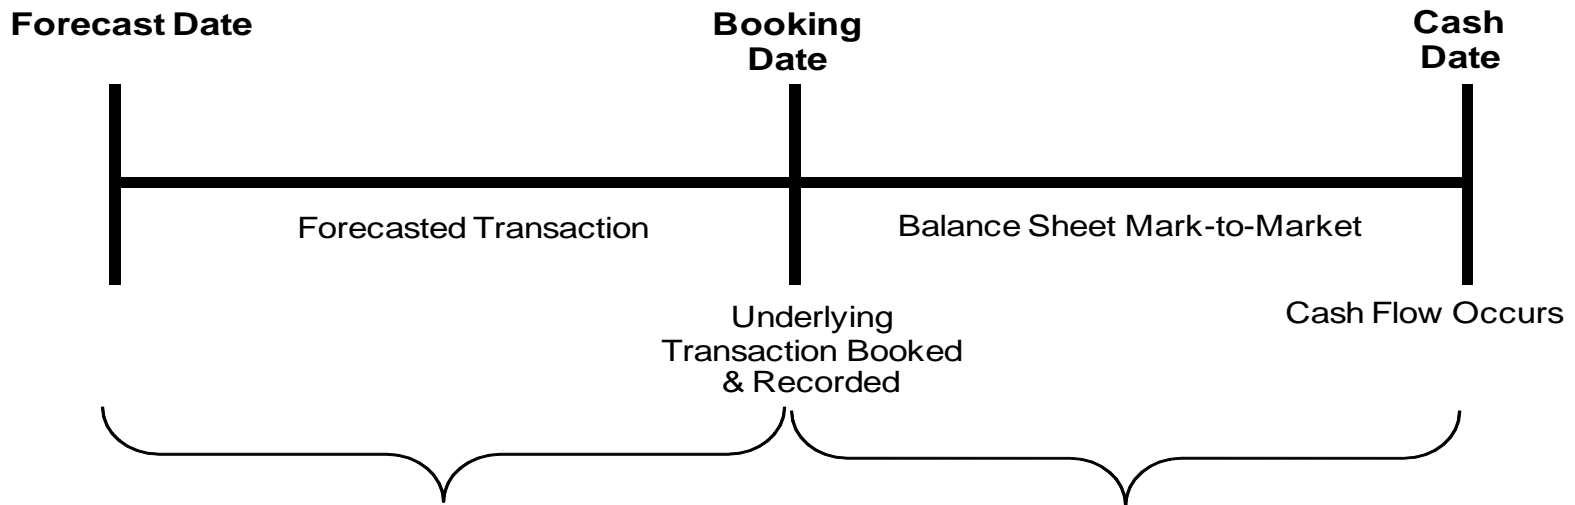 Forecast Date
Booking
Date
Cash
Date
Forecasted Transaction
Balance Sheet Mark-to-Market
Underlying
Transaction Booked
& Recorded
Cash Flow Occurs